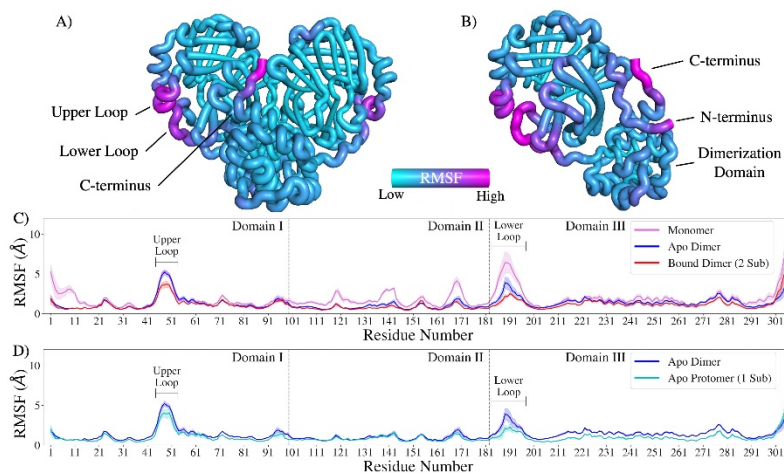 A)
B)
Upper Loop
Lower Loop
C-terminus
RMSF
Low
High
C-terminus
N-terminus
Dimerization
Domain
C)
Domain I
Domain II
Domain III
Upper
Loop
Lower
Loop
Monomer
Apo Dimer
Bound Dimer (2 Sub)
RMSF (Å)
10
5
0
1 11 21 31 41 51 61 71 81 91 101 111 121 131 141 151 161 171 181 191 201 211 221 231 241 251 261 271 281 291 301
Residue Number
D)
Domain I
Domain II
Domain III
Upper
Loop
Lower
Loop
Apo Dimer
Apo Protomer (1 Sub)
RMSF (Å)
10
5
0
1 11 21 31 41 51 61 71 81 91 101 111 121 131 141 151 161 171 181 191 201 211 221 231 241 251 261 271 281 291 301
Residue Number